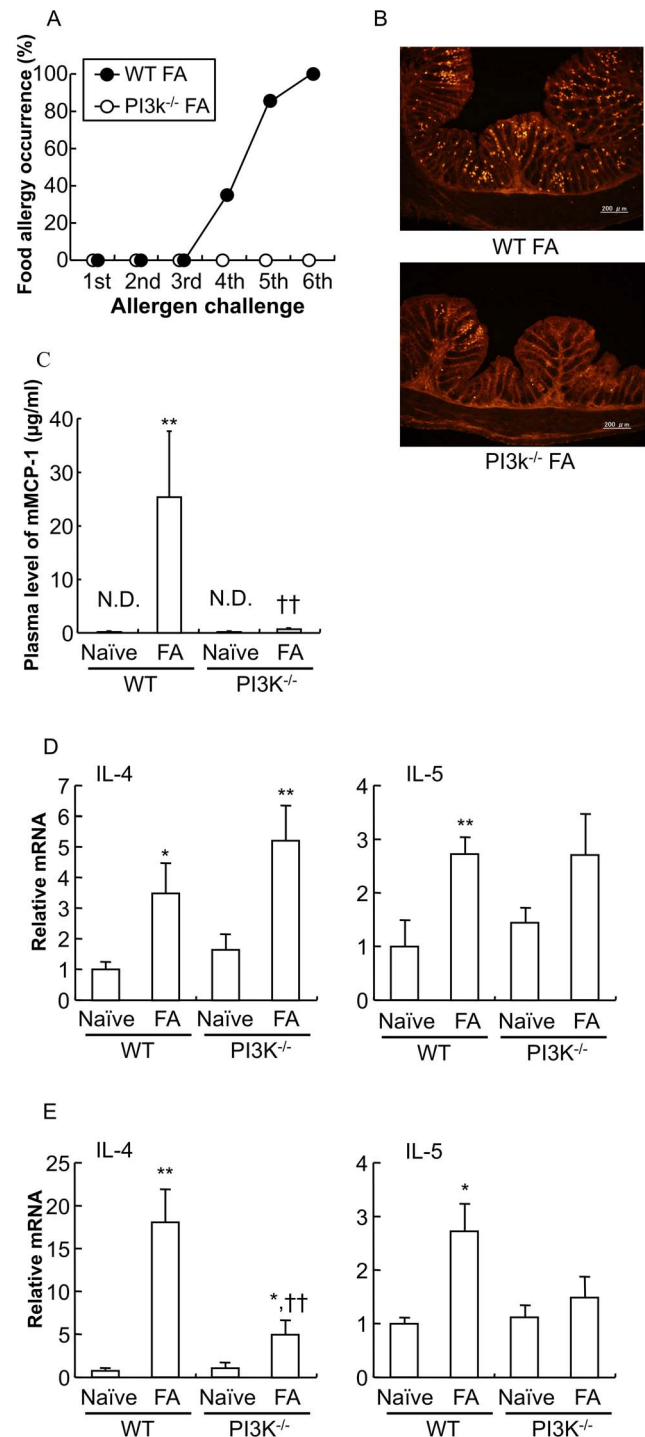 A
Food allergy occurrence (%)
100
80
60
40
20
0
WT FA
PI3k-/- FA
1st 2nd 3rd 4th 5th 6th
Allergen challenge
B
200 μm
WT FA
200 μm
PI3k-/- FA
C
Plasma level of mMCP-1 (μg/ml)
40
30
20
10
0
**
N.D.
N.D.
††
Naïve FA Naïve FA
WT PI3K-/-
D
IL-4
Relative mRNA
7
6
5
4
3
2
1
0
*
**
Naïve FA Naïve FA
WT PI3K-/-
IL-5
4
3
2
1
0
**
Naïve FA Naïve FA
WT PI3K-/-
E
IL-4
Relative mRNA
25
20
15
10
5
0
**
*,††
Naïve FA Naïve FA
WT PI3K-/-
IL-5
4
3
2
1
0
*
Naïve FA Naïve FA
WT PI3K-/-